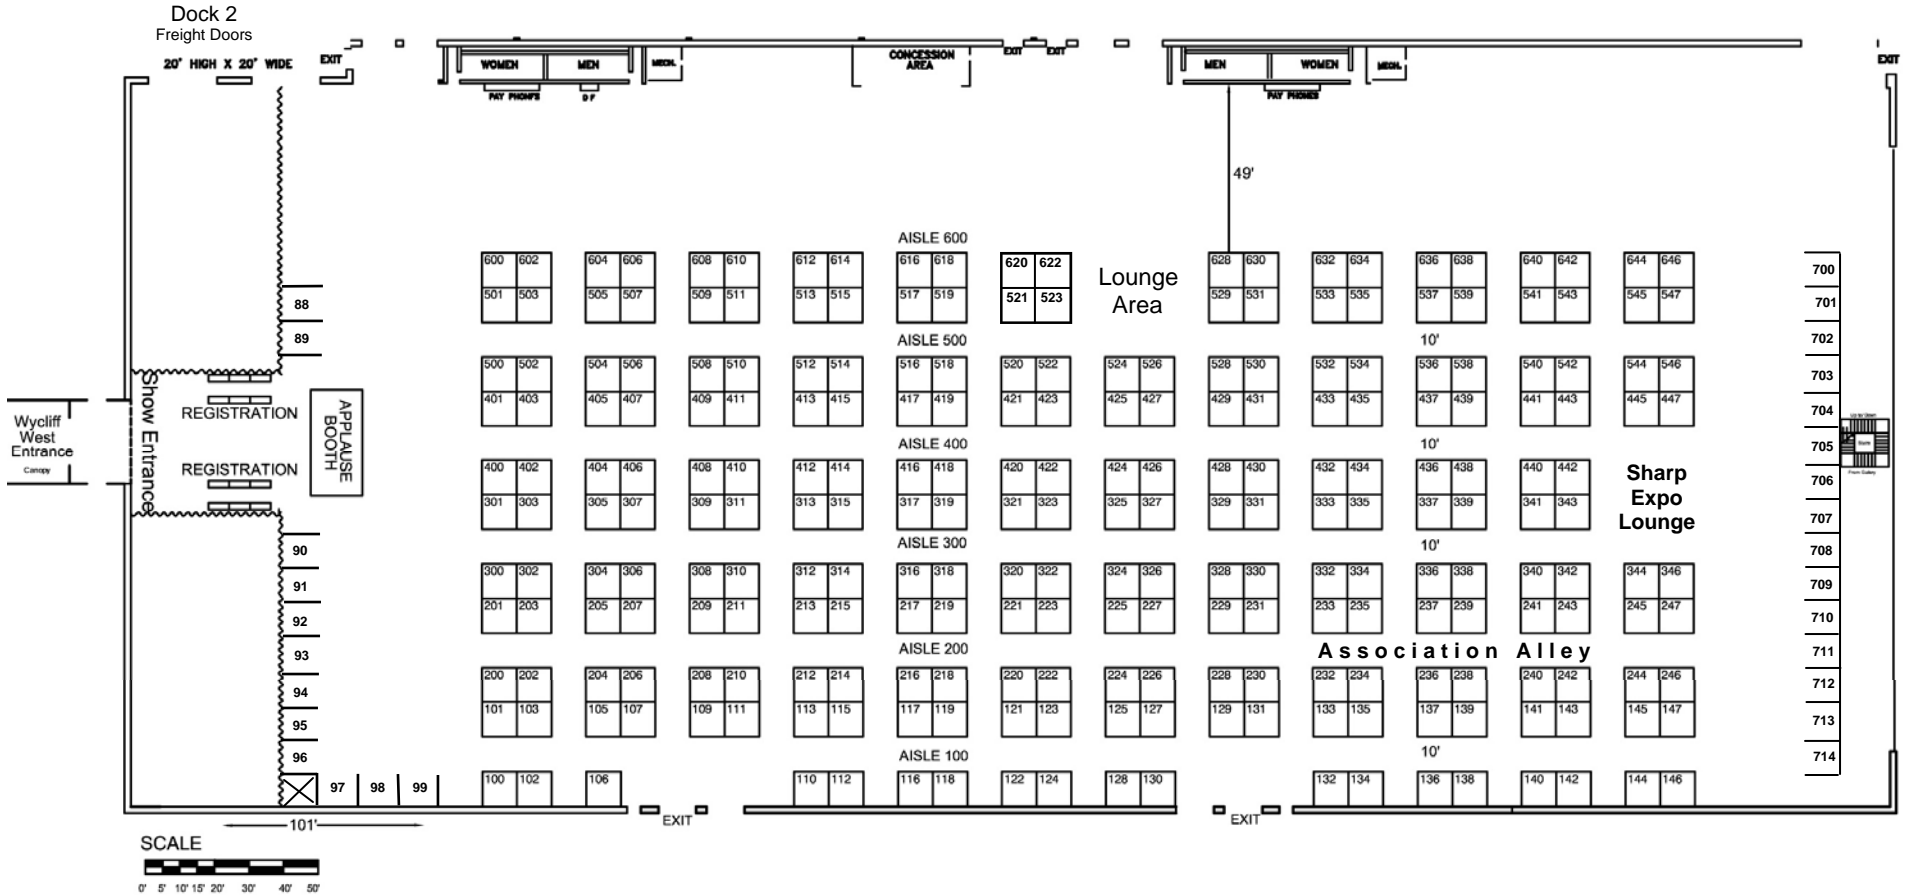 Dock 2
Freight Doors
20' HIGH X 20' WIDE
EXIT
WOMEN
MEN
MECH.
PAY PHONES
D F
CONCESSION
AREA
EXIT
EXIT
MEN
WOMEN
MECH.
PAY PHONES
EXIT
49'
AISLE 600
600 602 604 606 608 610 612 614 616 618 620 622 628 630 632 634 636 638 640 642 644 646
501 503 505 507 509 511 513 515 517 519 521 523 529 531 533 535 537 539 541 543 545 547
Lounge
Area
88
89
AISLE 500
10'
500 502 504 506 508 510 512 514 516 518 520 522 524 526 528 530 532 534 536 538 540 542 544 546
401 403 405 407 409 411 413 415 417 419 421 423 425 427 429 431 433 435 437 439 441 443 445 447
Wycliff
West
Entrance
Canopy
Show Entrance
REGISTRATION
REGISTRATION
APPLAUSE
BOOTH
AISLE 400
10'
400 402 404 406 408 410 412 414 416 418 420 422 424 426 428 430 432 434 436 438 440 442
301 303 305 307 309 311 313 315 317 319 321 323 325 327 329 331 333 335 337 339 341 343
Sharp
Expo
Lounge
AISLE 300
10'
300 302 304 306 308 310 312 314 316 318 320 322 324 326 328 330 332 334 336 338 340 342 344 346
201 203 205 207 209 211 213 215 217 219 221 223 225 227 229 231 233 235 237 239 241 243 245 247
AISLE 200
Association Alley
200 202 204 206 208 210 212 214 216 218 220 222 224 226 228 230 232 234 236 238 240 242 244 246
101 103 105 107 109 111 113 115 117 119 121 123 125 127 129 131 133 135 137 139 141 143 145 147
AISLE 100
10'
100 102 106 110 112 116 118 122 124 128 130 132 134 136 138 140 142 144 146
90
91
92
93
94
95
96
97 98 99
700
701
702
703
704
705
706
707
708
709
710
711
712
713
714
EXIT
EXIT
101'
SCALE
0' 5' 10' 15' 20' 30' 40' 50'